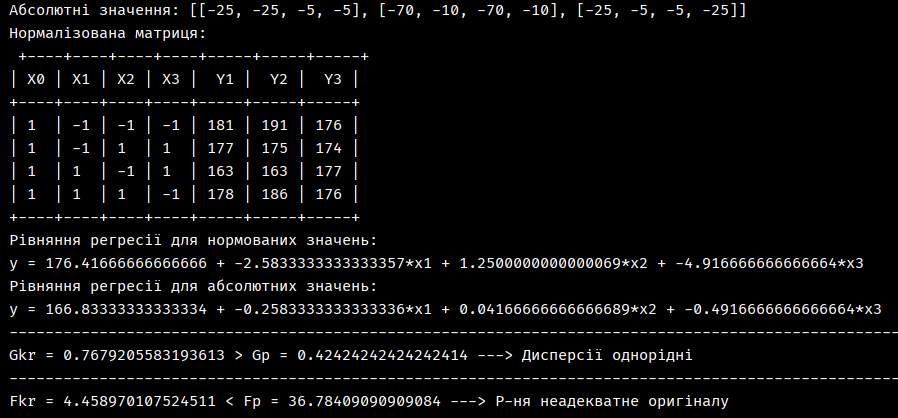 Абсолютні значення: [[-25, -25, -5, -5], [-70, -10, -70, -10], [-25, -5, -5, -25]]
Нормалізована матриця:
+----+----+----+----+-----+-----+-----+
| X0 | X1 | X2 | X3 | Y1 | Y2 | Y3 |
+----+----+----+----+-----+-----+-----+
| 1 | -1 | -1 | -1 | 181 | 191 | 176 |
| 1 | -1 | 1 | 1 | 177 | 175 | 174 |
| 1 | 1 | -1 | 1 | 163 | 163 | 177 |
| 1 | 1 | 1 | -1 | 178 | 186 | 176 |
+----+----+----+----+-----+-----+-----+
Рівняння регресії для нормованих значень:
y = 176.41666666666666 + -2.5833333333333357*x1 + 1.2500000000000069*x2 + -4.916666666666664*x3
Рівняння регресії для абсолютних значень:
y = 166.83333333333334 + -0.2583333333333336*x1 + 0.04166666666666689*x2 + -0.4916666666666664*x3
---------------------------------------------------------------------------------------------------
Gkr = 0.7679205583193613 > Gp = 0.42424242424242414 ---> Дисперсії однорідні
---------------------------------------------------------------------------------------------------
Fkr = 4.458970107524511 < Fp = 36.78409090909084 ---> Р-ня неадекватне оригіналу